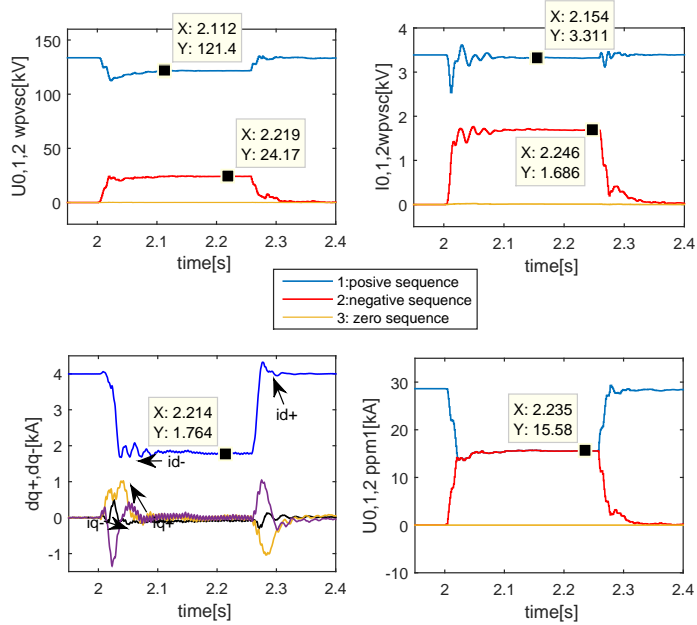 X: 2.112
Y: 121.4
X: 2.219
Y: 24.17
U0,1,2 wpvsc[kV]
150
100
50
0
2
2.1
2.2
2.3
2.4
time[s]
X: 2.154
Y: 3.311
X: 2.246
Y: 1.686
I0,1,2wpvsc[kV]
4
3
2
1
0
2
2.1
2.2
2.3
2.4
time[s]
1:posive sequence
2:negative sequence
3: zero sequence
X: 2.214
Y: 1.764
id+
id-
iq-
iq+
dq+,dq-[kA]
4
3
2
1
0
-1
2
2.1
2.2
2.3
2.4
time[s]
X: 2.235
Y: 15.58
U0,1,2 ppm1[kA]
30
20
10
0
-10
2
2.1
2.2
2.3
2.4
time[s]